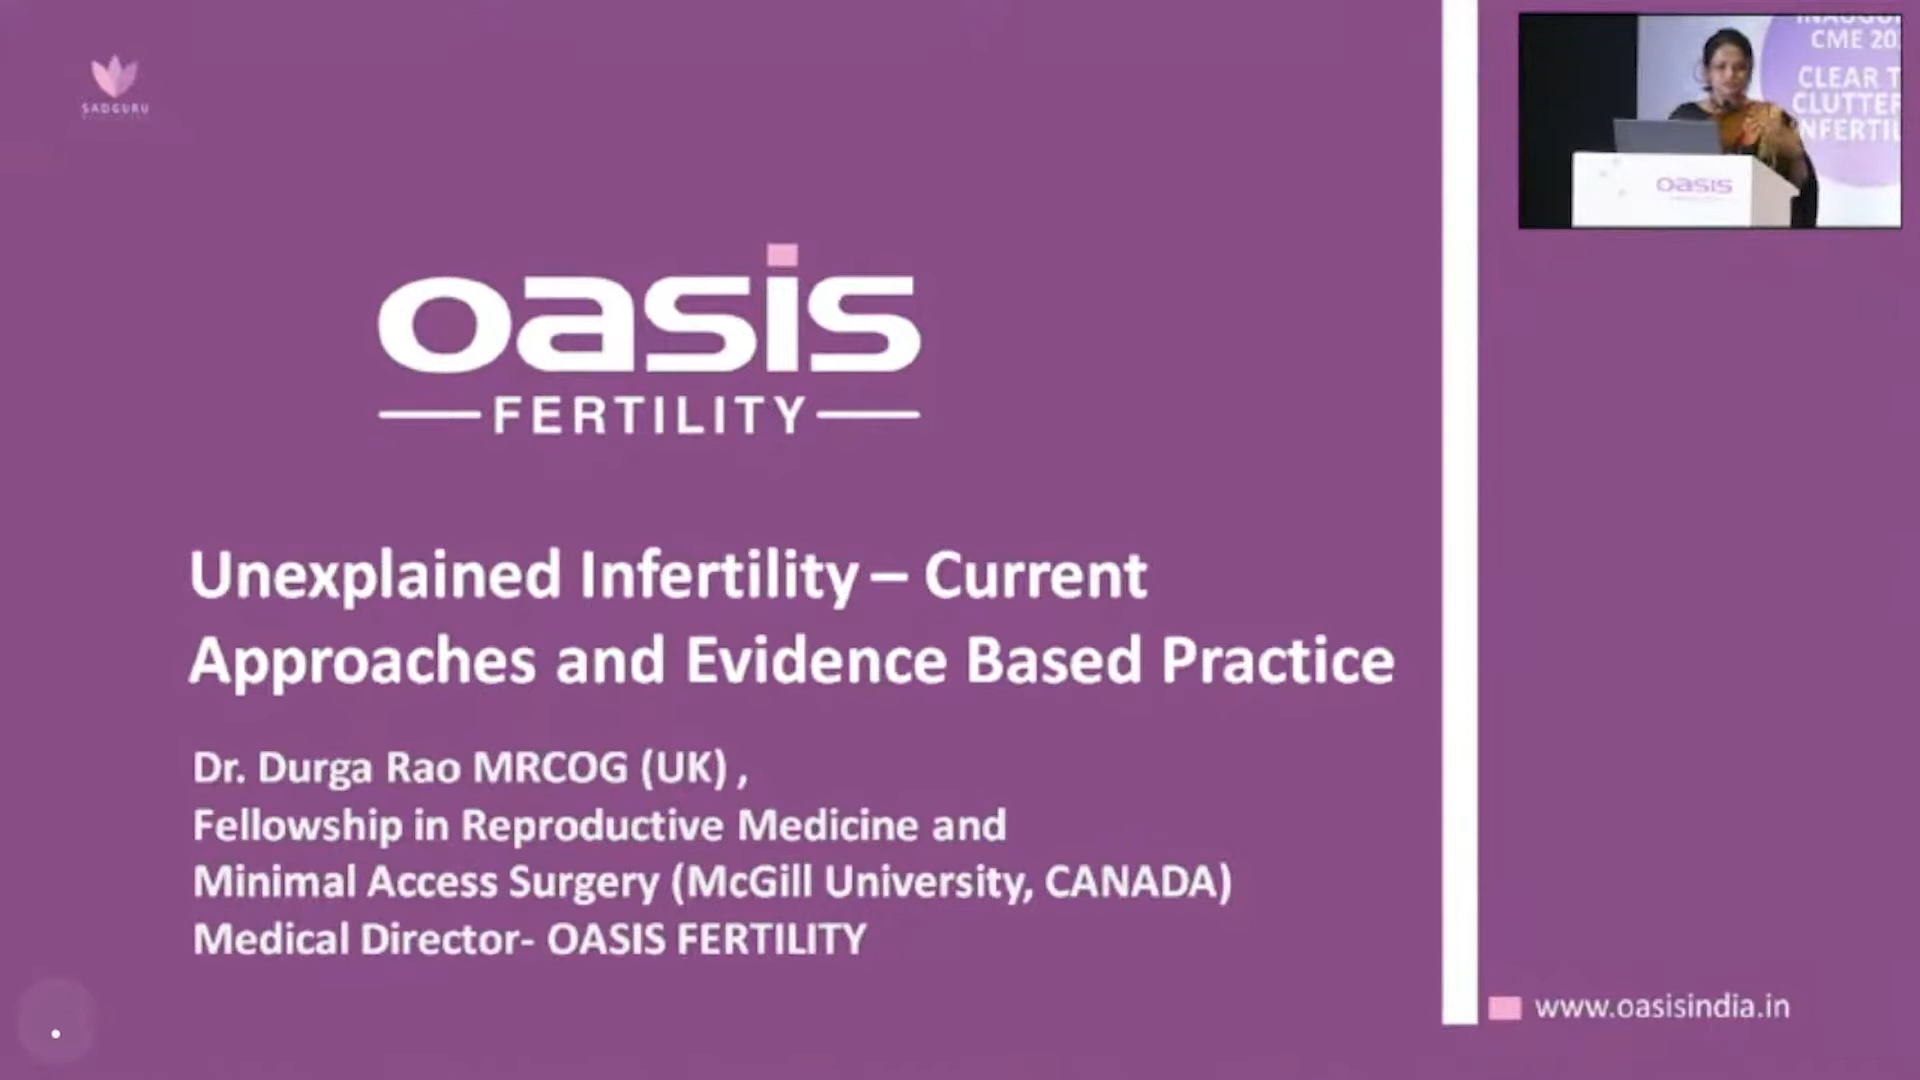 SADGURU
oasis
FERTILITY
Unexplained Infertility – Current
Approaches and Evidence Based Practice
Dr. Durga Rao MRCOG (UK) ,
Fellowship in Reproductive Medicine and
Minimal Access Surgery (McGill University, CANADA)
Medical Director- OASIS FERTILITY
CME 20
CLEAR T
CLUTTER
NFERTIL
oasis
www.oasisindia.in